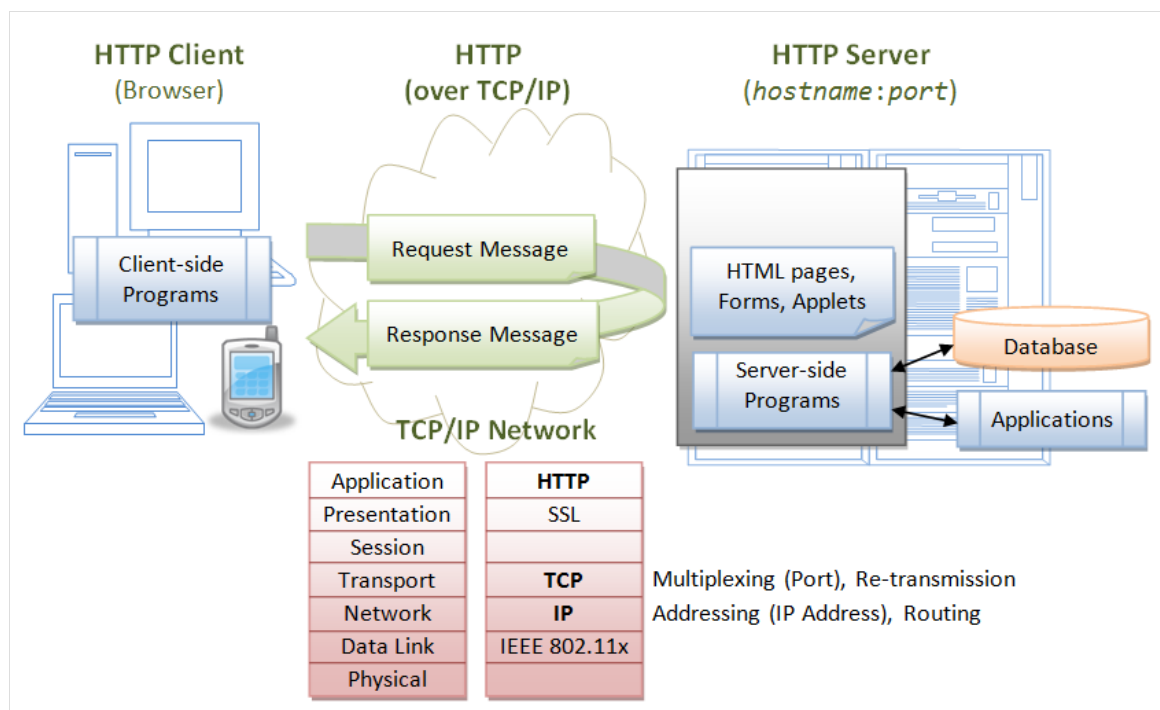 HTTP Client
(Browser)
HTTP
(over TCP/IP)
HTTP Server
(hostname:port)
Client-side
Programs
Request Message
Response Message
HTML pages,
Forms, Applets
Server-side
Programs
Database
Applications
TCP/IP Network
Application HTTP
Presentation SSL
Session
Transport TCP Multiplexing (Port), Re-transmission
Network IP Addressing (IP Address), Routing
Data Link IEEE 802.11x
Physical